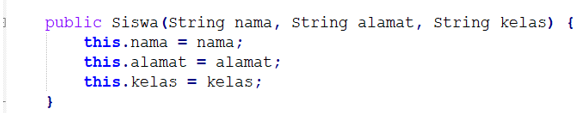 public Siswa(String nama, String alamat, String kelas) {
    this.nama = nama;
    this.alamat = alamat;
    this.kelas = kelas;
}